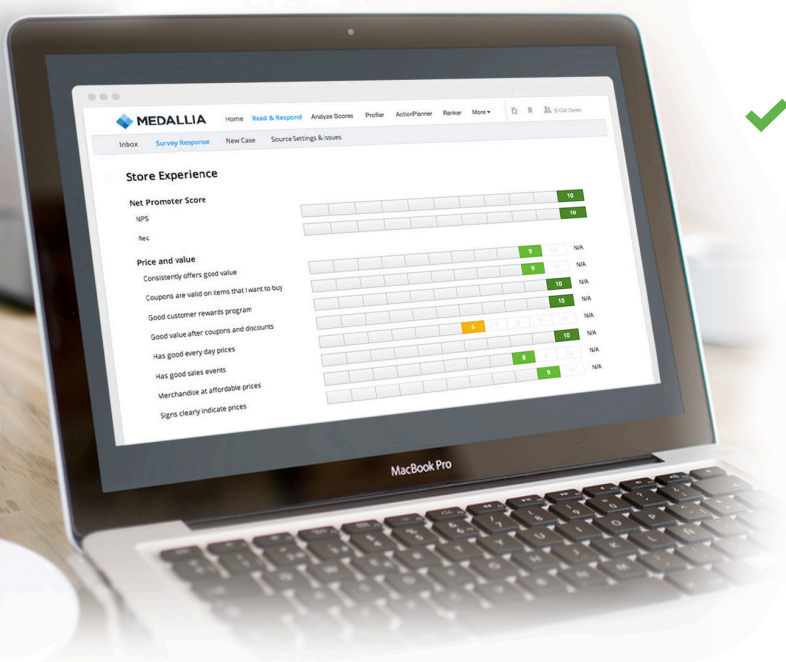 MEDALLIA Home Read & Respond Analyze Scores Profiler ActionPlanner Ranker More
Inbox Survey Response New Case Source Settings & Issues
Store Experience
Net Promoter Score
NPS 10
Rec 10
Price and value
Consistently offers good value 9 N/A
Coupons are valid on items that I want to buy 9 N/A
Good customer rewards program 10 N/A
Good value after coupons and discounts 10 N/A
Has good every day prices 6 N/A
Has good sales events 10 N/A
Merchandise at affordable prices 8 N/A
Signs clearly indicate prices 9 N/A
MacBook Pro